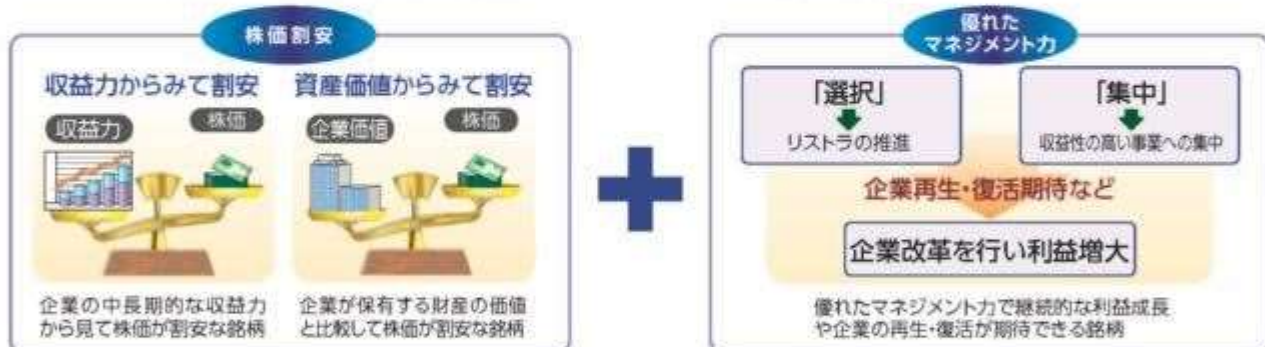 株価割安
収益力からみて割安
収益力
株価
企業の中長期的な収益力
から見て株価が割安な銘柄
資産価値からみて割安
企業価値
株価
企業が保有する財産の価値
と比較して株価が割安な銘柄
優れた
マネジメント力
「選択」
リストラの推進
「集中」
収益性の高い事業への集中
企業再生・復活期待など
企業改革を行い利益増大
優れたマネジメント力で継続的な利益成長
や企業の再生・復活が期待できる銘柄